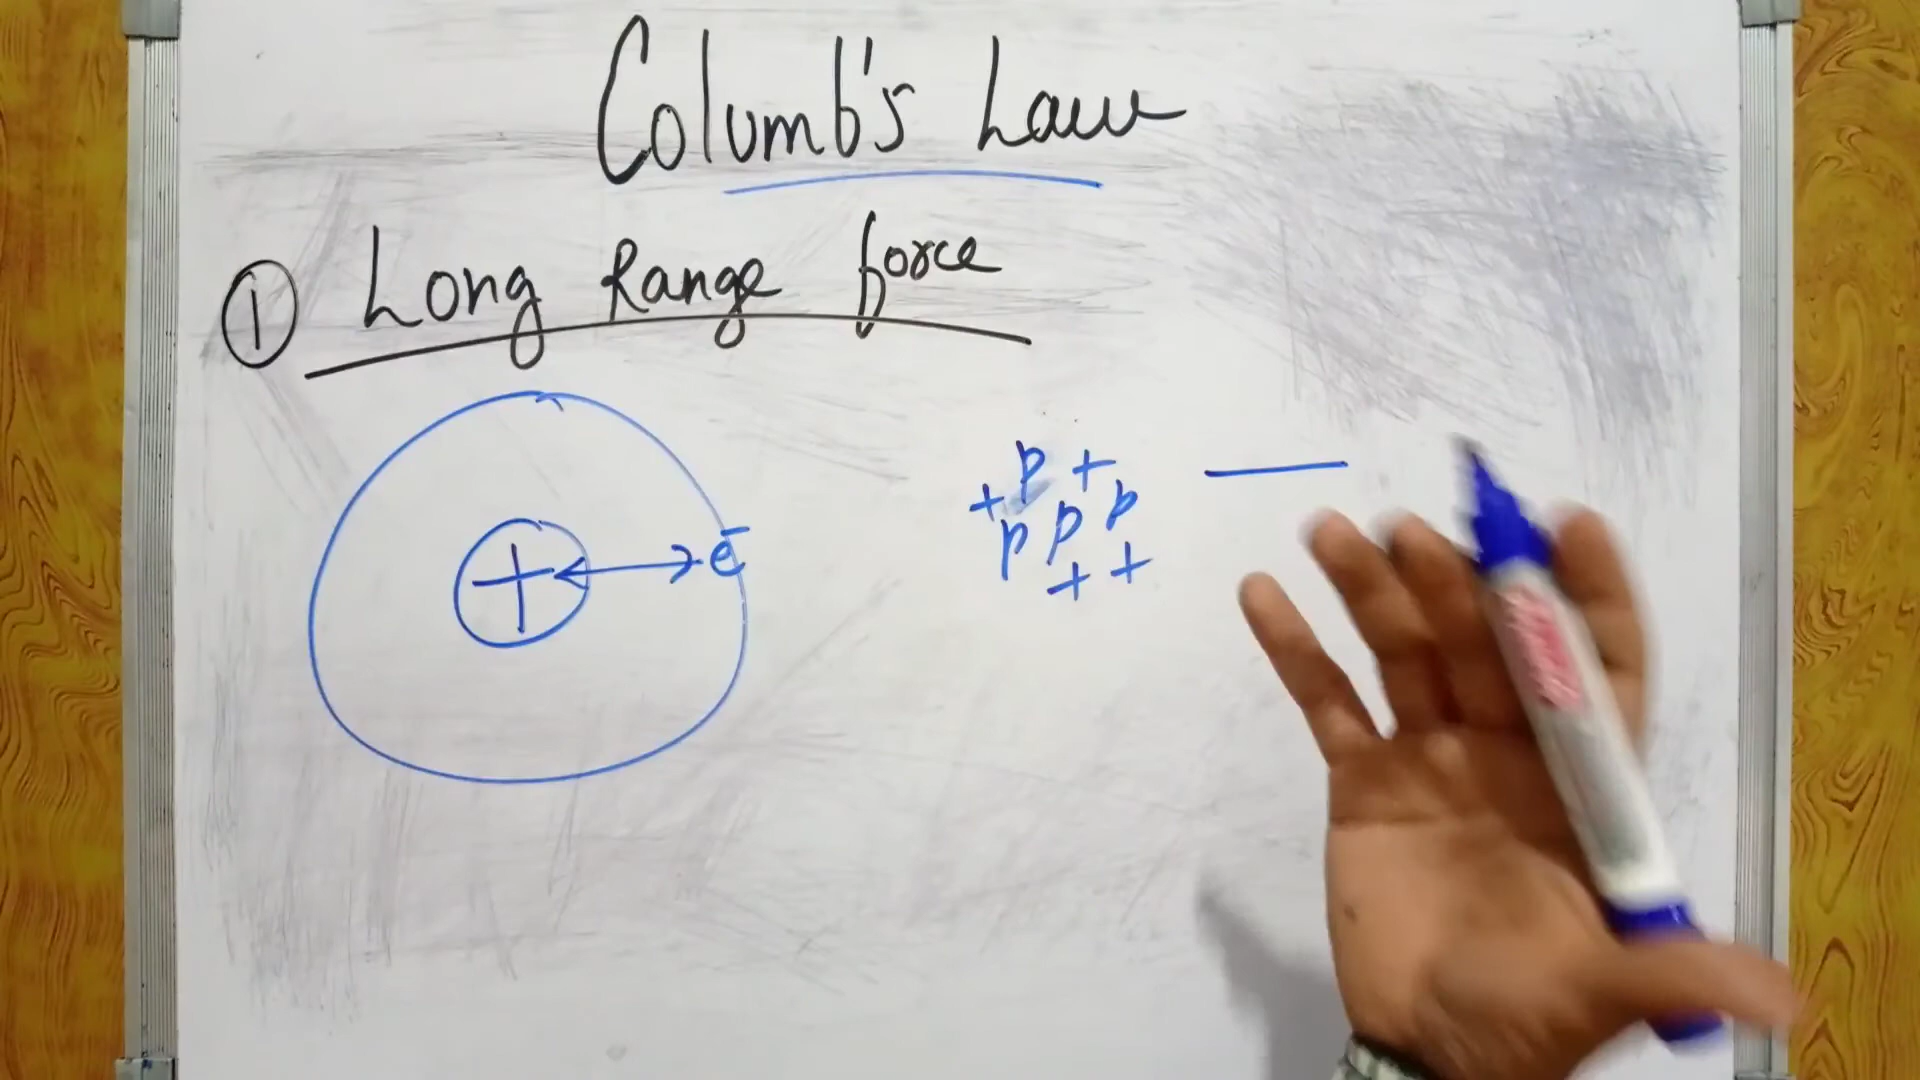 Columb's Law
① Long Range force
+ p +
p p p
+ +
+ e⁻